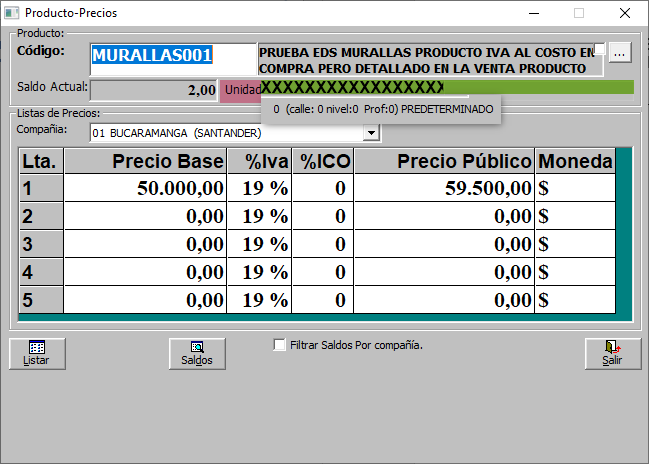 Producto-Precios
Producto:
Código: MURALLAS001 PRUEBA EDS MURALLAS PRODUCTO IVA AL COSTO EN ...
COMPRA PERO DETALLADO EN LA VENTA PRODUCTO
Saldo Actual: 2,00 Unidad XXXXXXXXXXXXXXXXXX
0 (calle: 0 nivel:0 Prof:0) PREDETERMINADO
Listas de Precios:
Compañia: 01 BUCARAMANGA (SANTANDER)
Lta. Precio Base %Iva %ICO Precio Público Moneda
1 50.000,00 19 % 0 59.500,00 $
2 0,00 19 % 0 0,00 $
3 0,00 19 % 0 0,00 $
4 0,00 19 % 0 0,00 $
5 0,00 19 % 0 0,00 $
Listar Saldos Filtrar Saldos Por compañía. Salir